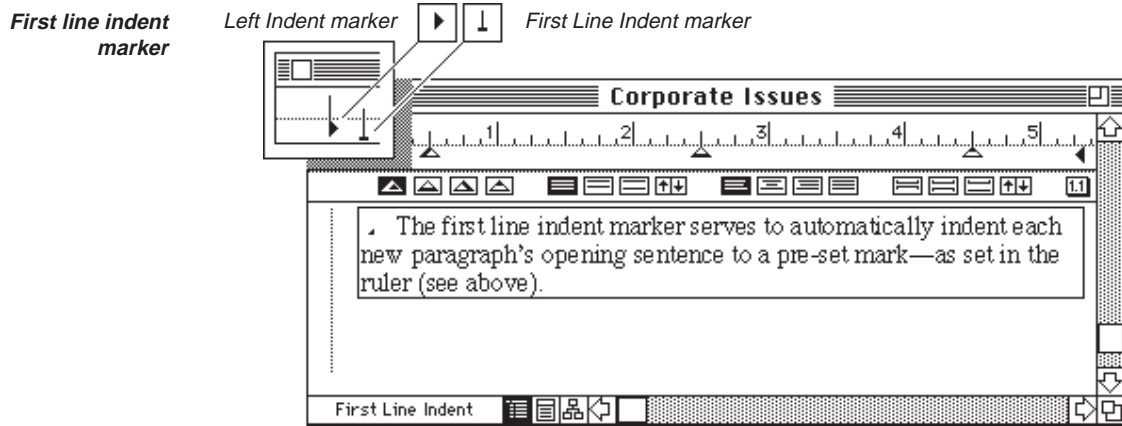 First line indent
marker
Left Indent marker
First Line Indent marker
Corporate Issues
1 2 3 4 5
1.1
The first line indent marker serves to automatically indent each
new paragraph's opening sentence to a pre-set mark—as set in the
ruler (see above).
First Line Indent